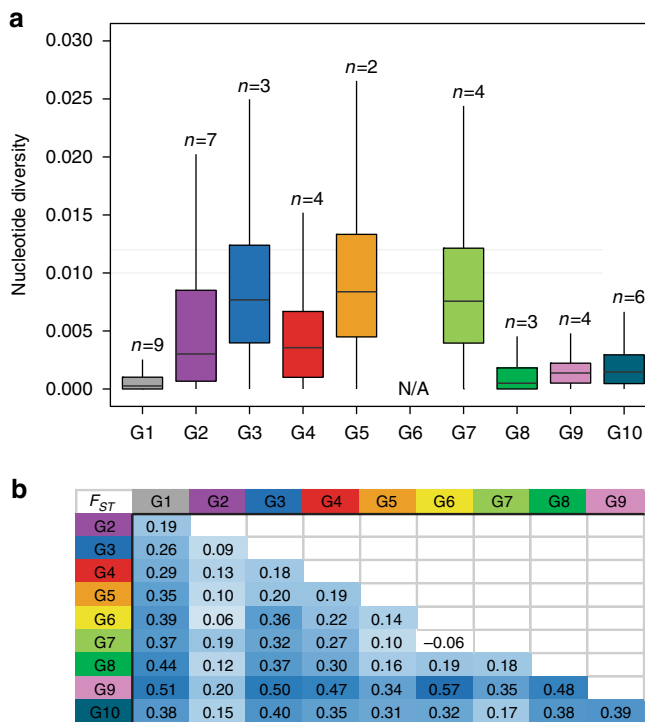 a
0.030
0.025
0.020
0.015
0.010
0.005
0.000
Nucleotide diversity
n=9
n=7
n=3
n=4
n=2
N/A
n=4
n=3
n=4
n=6
G1 G2 G3 G4 G5 G6 G7 G8 G9 G10
b
FST G1 G2 G3 G4 G5 G6 G7 G8 G9
G2 0.19
G3 0.26 0.09
G4 0.29 0.13 0.18
G5 0.35 0.10 0.20 0.19
G6 0.39 0.06 0.36 0.22 0.14
G7 0.37 0.19 0.32 0.27 0.10 −0.06
G8 0.44 0.12 0.37 0.30 0.16 0.19 0.18
G9 0.51 0.20 0.50 0.47 0.34 0.57 0.35 0.48
G10 0.38 0.15 0.40 0.35 0.31 0.32 0.17 0.38 0.39